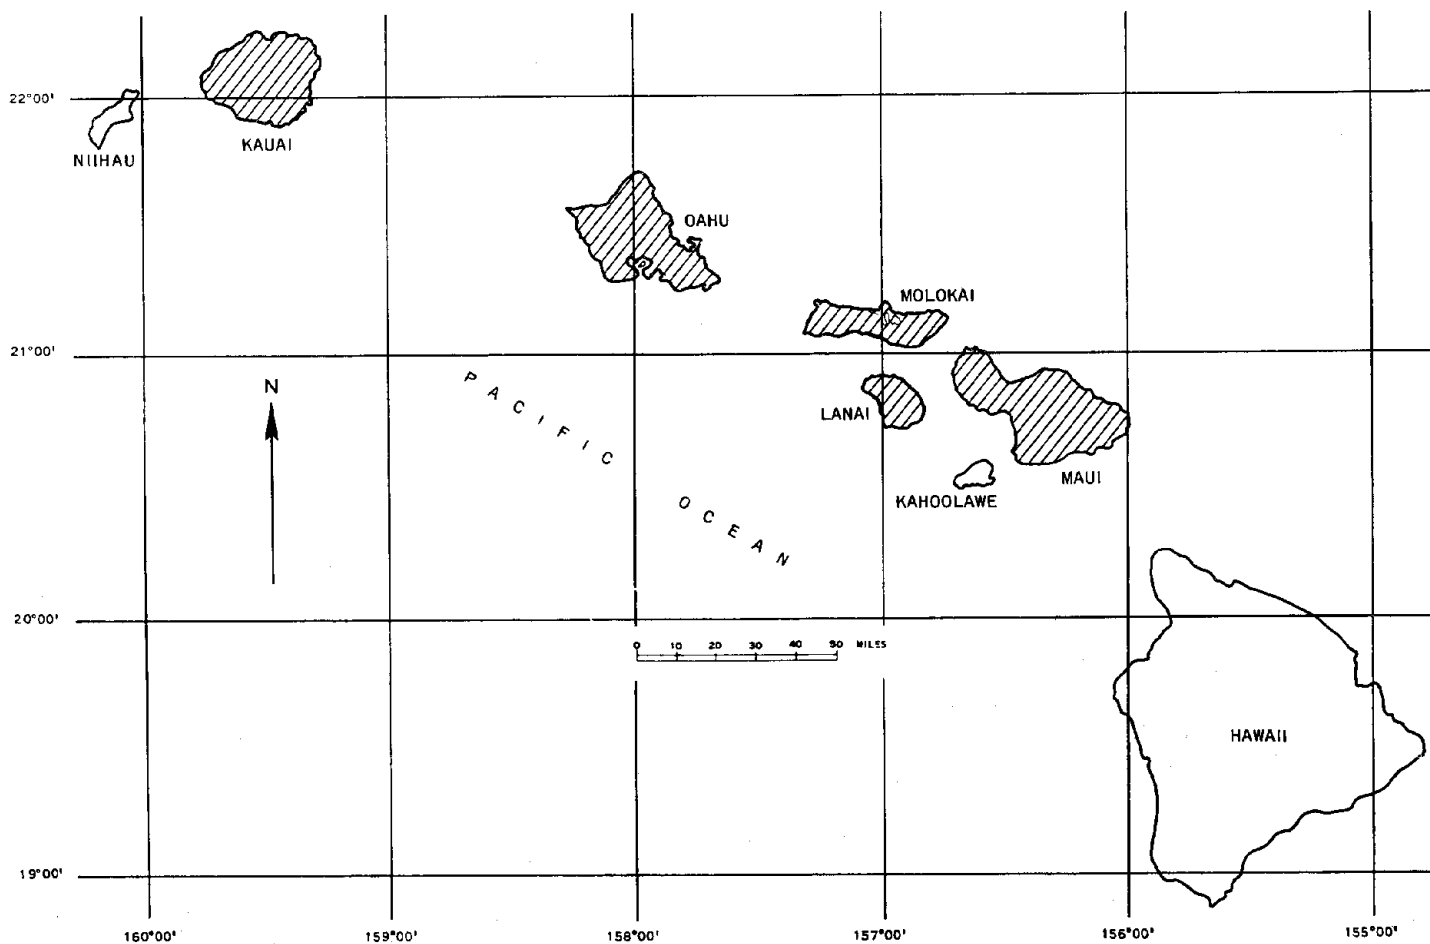 22°00'
NIIHAU
KAUAI
OAHU
MOLOKAI
21°00'
N
PACIFIC
LANAI
MAUI
KAHOOLAWE
OCEAN
20°00'
0 10 20 30 40 50 MILES
HAWAII
19°00'
160°00' 159°00' 158°00' 157°00' 156°00' 155°00'